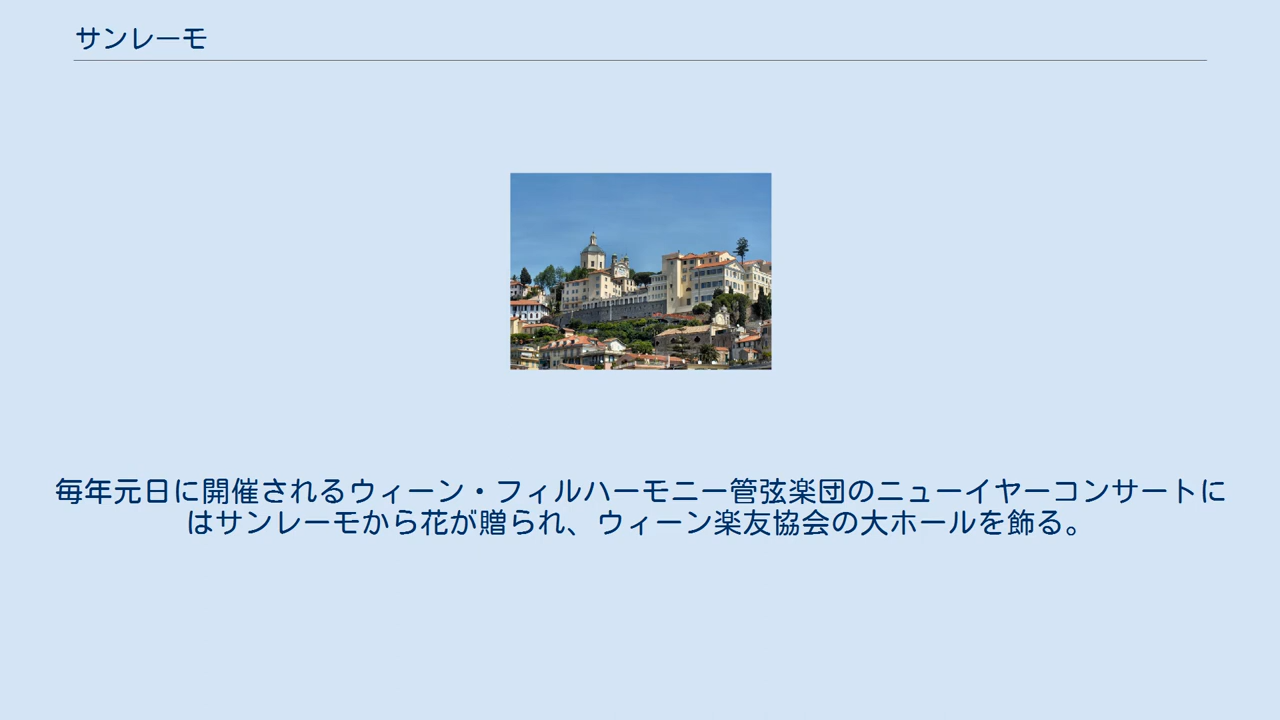 サンレーモ
毎年元日に開催されるウィーン・フィルハーモニー管弦楽団のニューイヤーコンサートに
はサンレーモから花が贈られ、ウィーン楽友協会の大ホールを飾る。